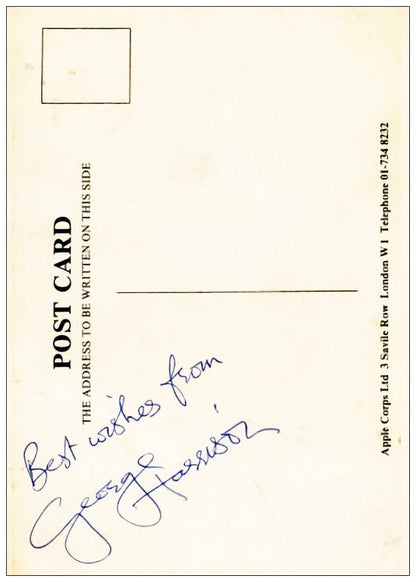 POST CARD
THE ADDRESS TO BE WRITTEN ON THIS SIDE
Apple Corps Ltd 3 Savile Row London W1 Telephone 01-734 8232
Best wishes from
George Harrison